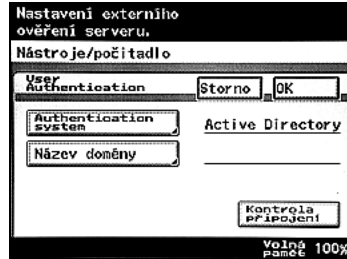 Nastavení externího
ověření serveru.
Nástroje/počítadlo
User
Authentication
Storno OK
Authentication
system
Active Directory
Název domény
Kontrola
připojení
Volná
paměť 100%